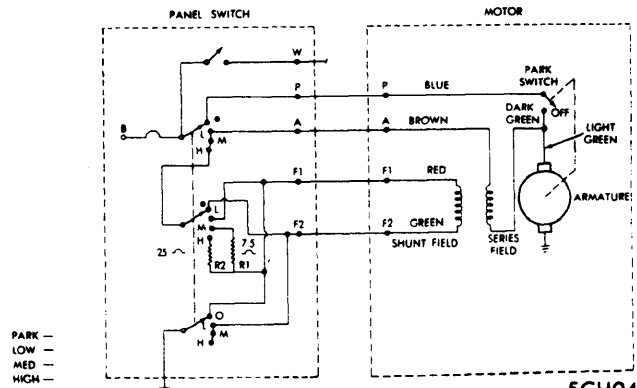 PANEL SWITCH
MOTOR
W
P
P
BLUE
PARK
SWITCH
DARK
GREEN
OFF
B
L
M
H
A
A
BROWN
LIGHT
GREEN
F1
F1
RED
ARMATURE
L
M
H
F2
F2
GREEN
SHUNT FIELD
SERIES
FIELD
25
7.5
R2
R1
O
L
M
H
PARK —
LOW —
MED —
HIGH —